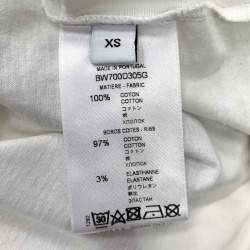 XS
MADE IN PORTUGAL
BW700D305G
MATIERE - FABRIC
100% COTON
COTTON
コットン
棉
ХЛОПОК
BORDS COTES - RIBS
97% COTON
COTTON
コットン
棉
ХЛОПОК
3% ELASTHANNE
ELASTANE
ポリウレタン
ЭЛАСТАН
30